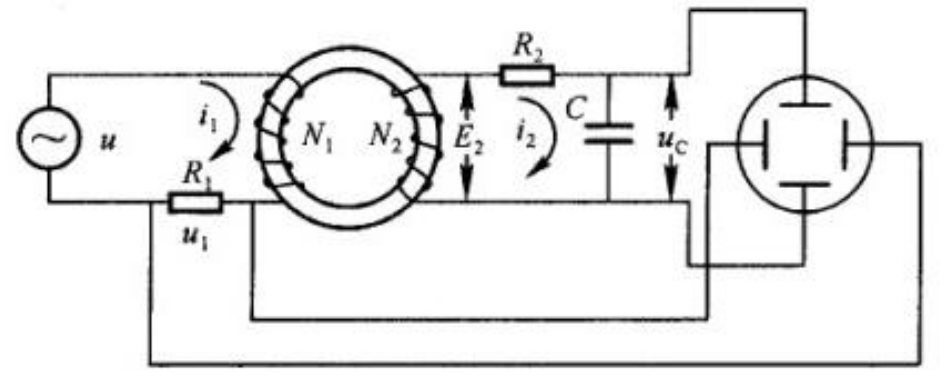 R₂
i₁
N₁
N₂
E₂
i₂
C
u_C
u
R₁
u₁